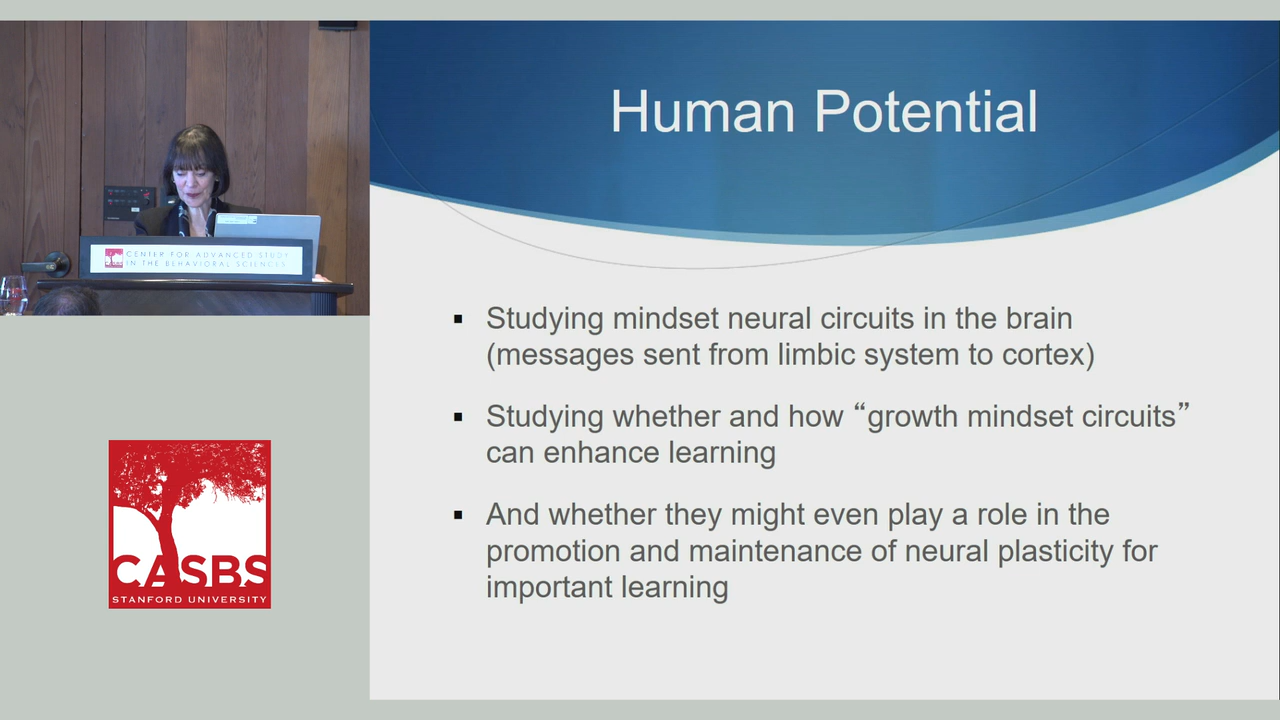 Human Potential
▪ Studying mindset neural circuits in the brain
(messages sent from limbic system to cortex)
▪ Studying whether and how “growth mindset circuits”
can enhance learning
▪ And whether they might even play a role in the
promotion and maintenance of neural plasticity for
important learning
CENTER FOR ADVANCED STUDY
IN THE BEHAVIORAL SCIENCES
CASBS
STANFORD UNIVERSITY